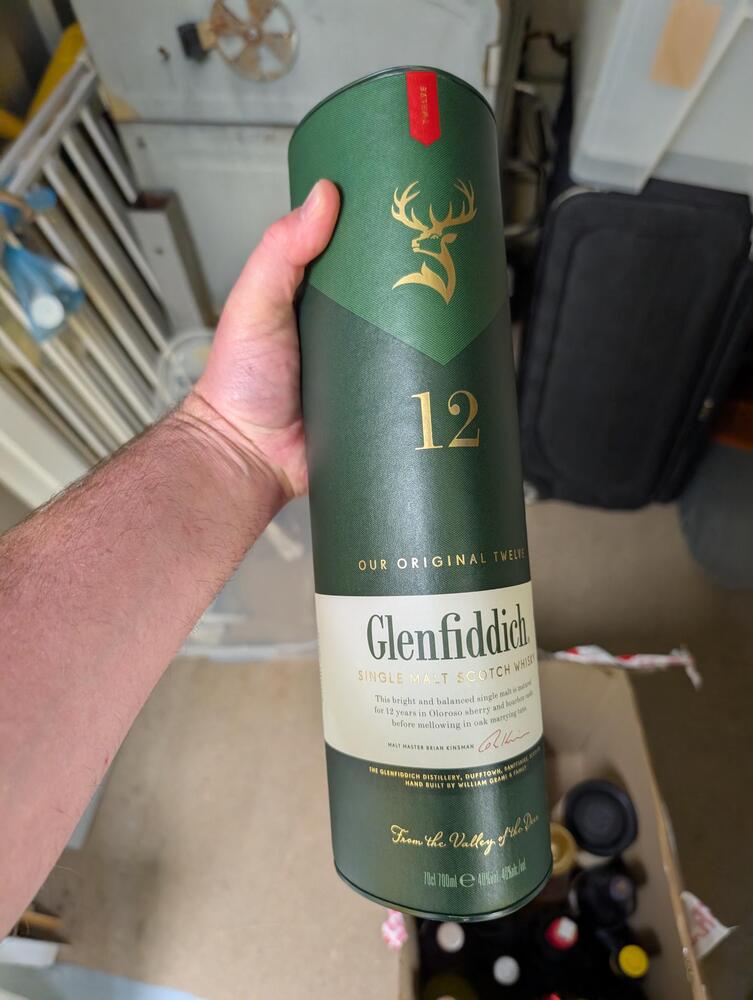 TWELVE
12
OUR ORIGINAL TWELVE
Glenfiddich
SINGLE MALT SCOTCH WHISKY
This bright and balanced single malt is matured
for 12 years in Oloroso sherry and bourbon casks
before mellowing in oak marrying tuns.
MALT MASTER BRIAN KINSMAN
THE GLENFIDDICH DISTILLERY, DUFFTOWN, BANFFSHIRE,
HAND BUILT BY WILLIAM GRANT & FAMILY
From the Valley of the Deer
70cl 700ml ℮ 40%vol. 40%alc./vol